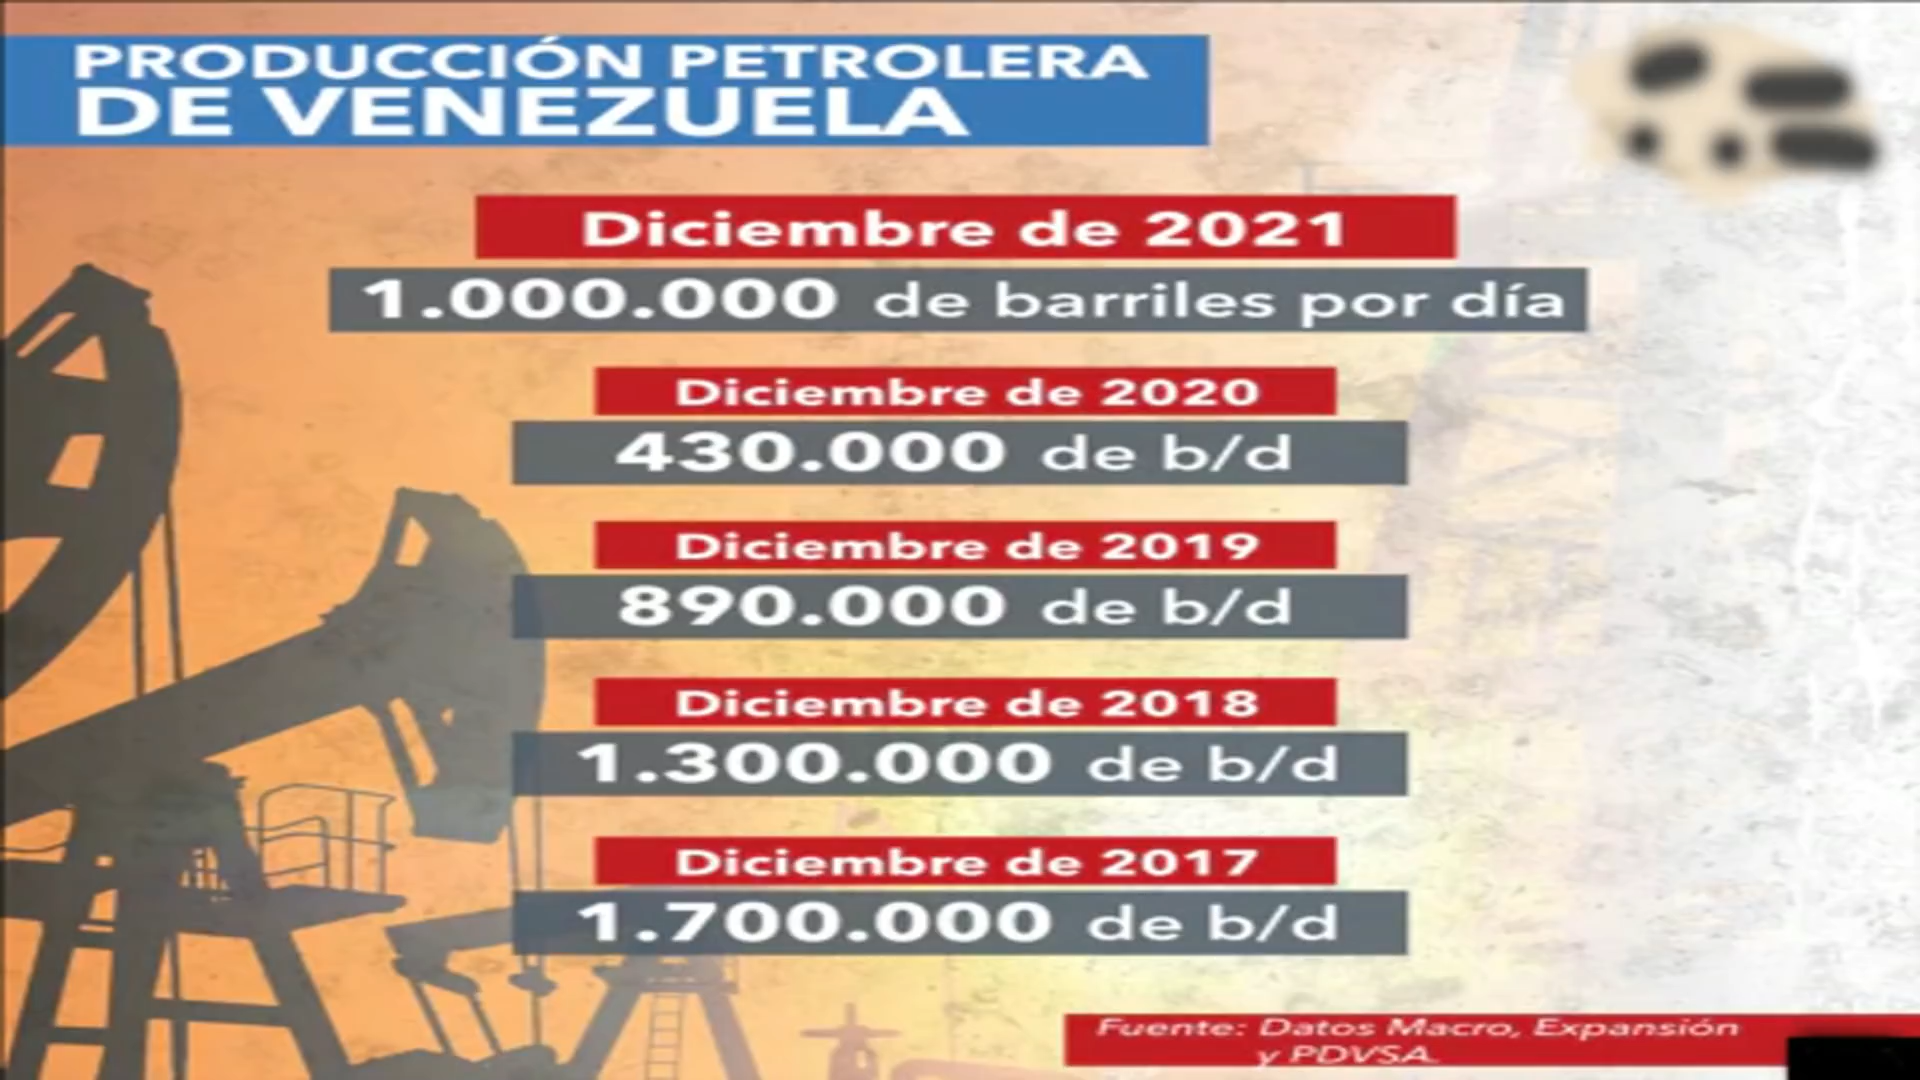 PRODUCCIÓN PETROLERA
DE VENEZUELA
Diciembre de 2021
1.000.000 de barriles por día
Diciembre de 2020
430.000 de b/d
Diciembre de 2019
890.000 de b/d
Diciembre de 2018
1.300.000 de b/d
Diciembre de 2017
1.700.000 de b/d
Fuente: Datos Macro, Expansión
y PDVSA.